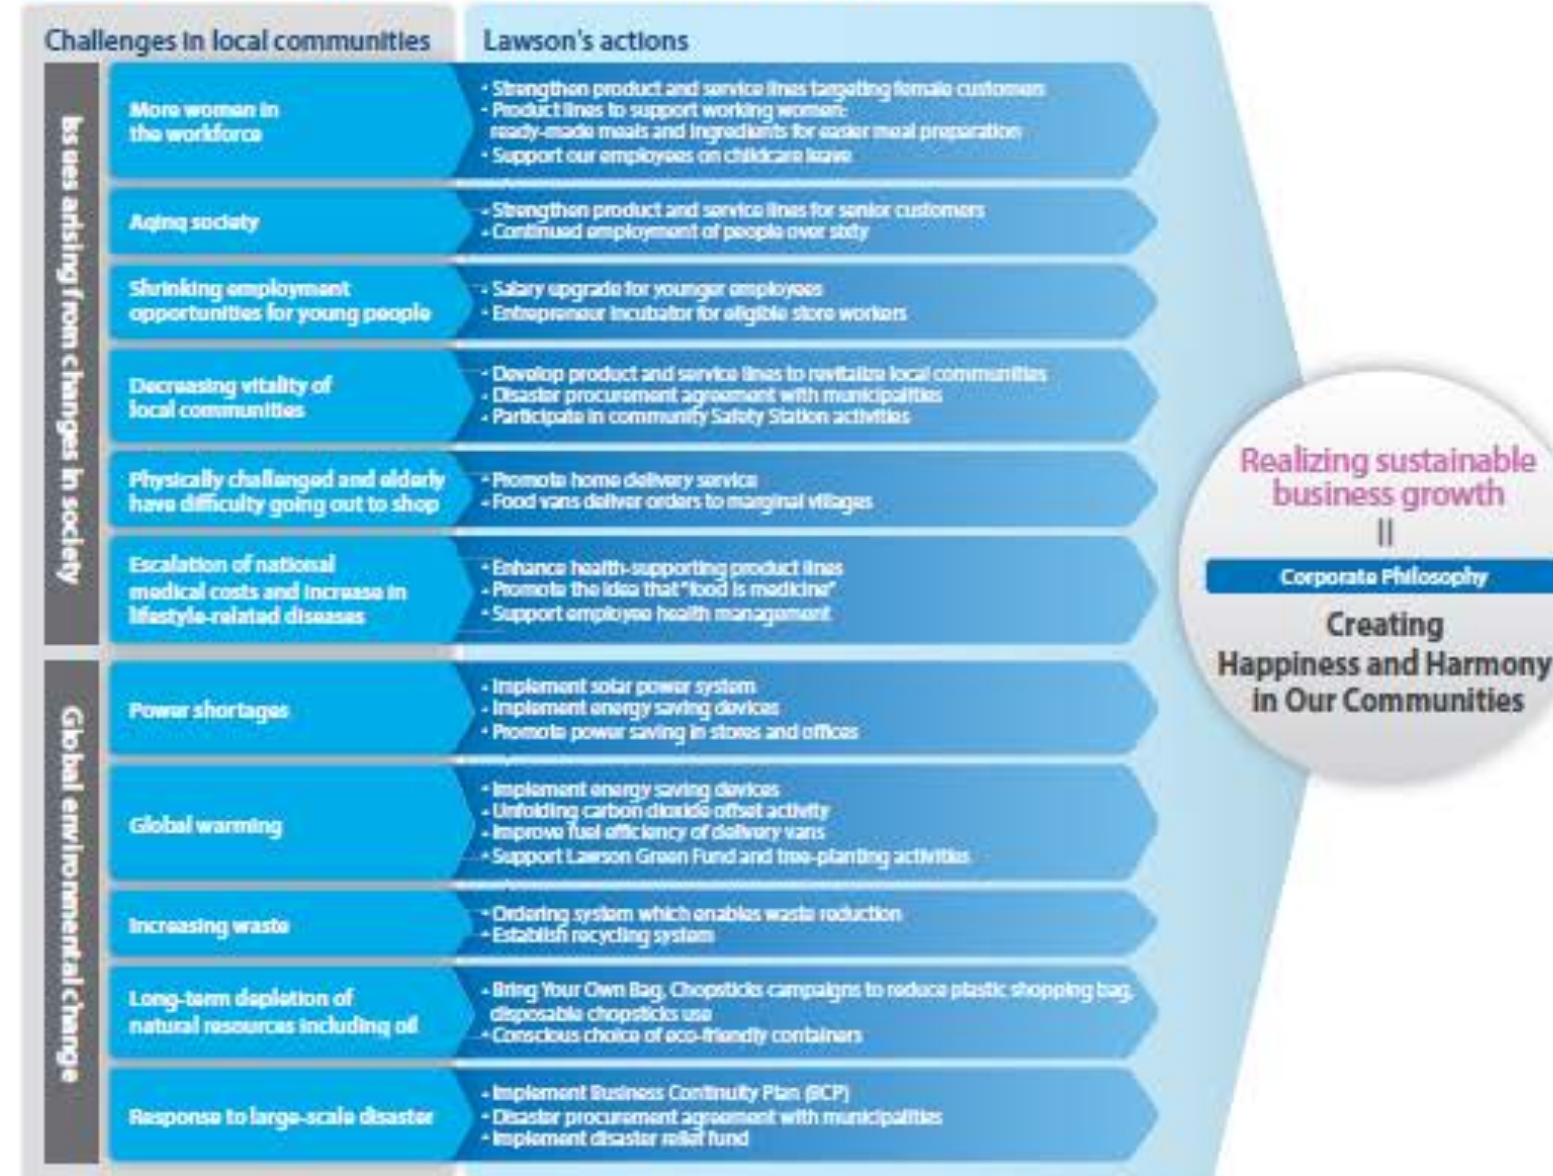 Challenges in local communities
Lawson's actions
Issues arising from changes in society
More women in
the workforce
• Strengthen product and service lines targeting female customers
• Product lines to support working women:
ready-made meals and ingredients for easier meal preparation
• Support our employees on childcare leave
Aging society
• Strengthen product and service lines for senior customers
• Continued employment of people over sixty
Shrinking employment
opportunities for young people
• Salary upgrade for younger employees
• Entrepreneur incubator for eligible store workers
Decreasing vitality of
local communities
• Develop product and service lines to revitalize local communities
• Disaster procurement agreement with municipalities
• Participate in community Safety Station activities
Physically challenged and elderly
have difficulty going out to shop
• Promote home delivery service
• Food vans deliver orders to marginal villages
Escalation of national
medical costs and increase in
lifestyle-related diseases
• Enhance health-supporting product lines
• Promote the idea that "food is medicine"
• Support employee health management
Global environmental change
Power shortages
• Implement solar power system
• Implement energy saving devices
• Promote power saving in stores and offices
Global warming
• Implement energy saving devices
• Unfolding carbon dioxide offset activity
• Improve fuel efficiency of delivery vans
• Support Lawson Green Fund and tree-planting activities
Increasing waste
• Ordering system which enables waste reduction
• Establish recycling system
Long-term depletion of
natural resources including oil
• Bring Your Own Bag, Chopsticks campaigns to reduce plastic shopping bag,
disposable chopsticks use
• Conscious choice of eco-friendly containers
Response to large-scale disaster
• Implement Business Continuity Plan (BCP)
• Disaster procurement agreement with municipalities
• Implement disaster relief fund
Realizing sustainable
business growth
=
Corporate Philosophy
Creating
Happiness and Harmony
in Our Communities